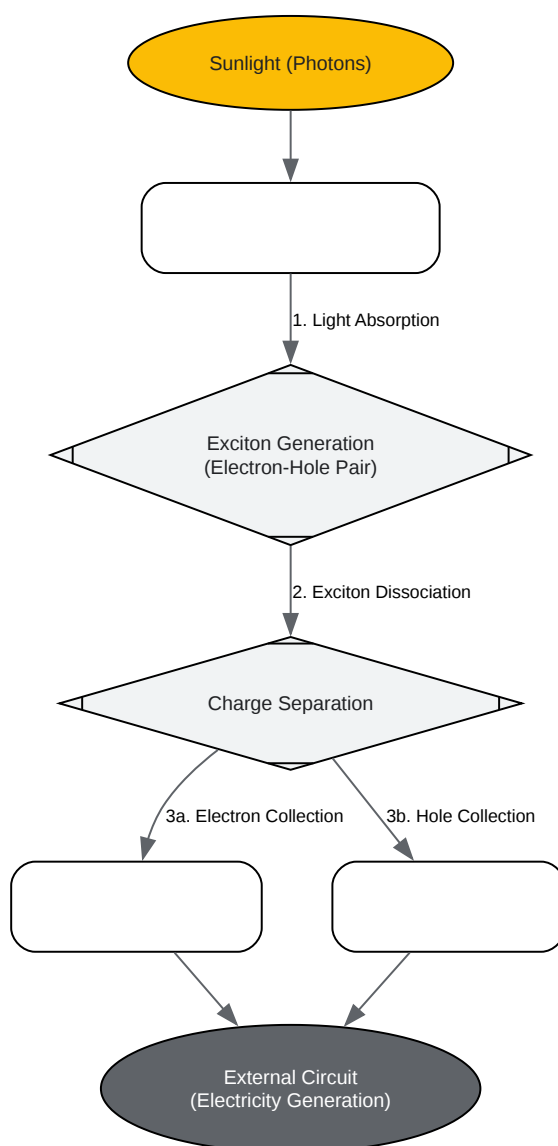 Sunlight (Photons)
1. Light Absorption
Exciton Generation
(Electron-Hole Pair)
2. Exciton Dissociation
Charge Separation
3a. Electron Collection
3b. Hole Collection
External Circuit
(Electricity Generation)